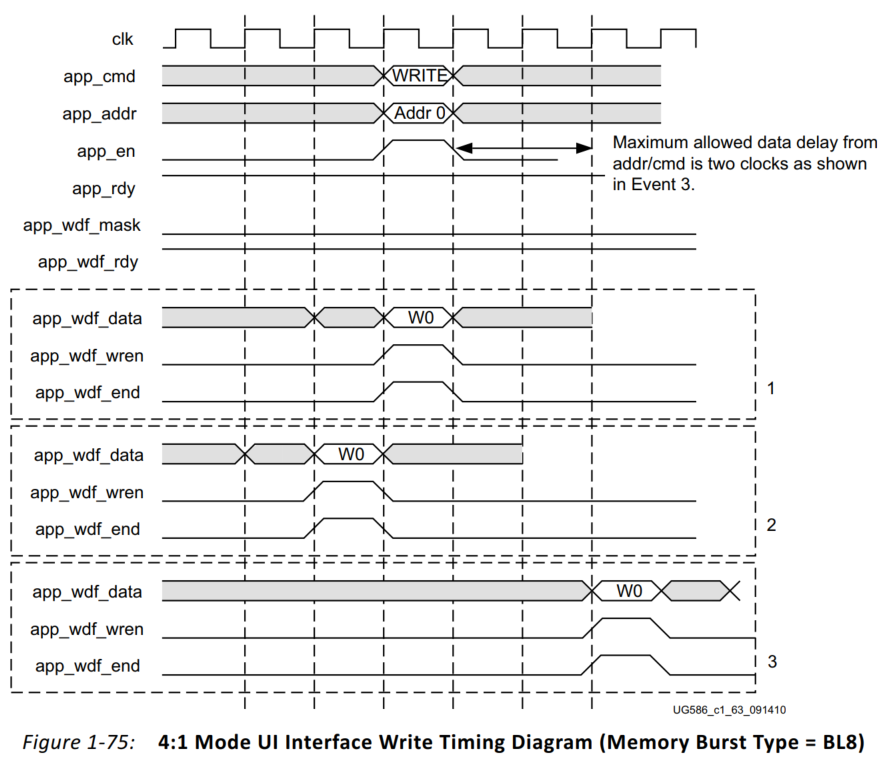 clk
app_cmd
WRITE
app_addr
Addr 0
app_en
Maximum allowed data delay from
addr/cmd is two clocks as shown
in Event 3.
app_rdy
app_wdf_mask
app_wdf_rdy
app_wdf_data
W0
app_wdf_wren
app_wdf_end
1
app_wdf_data
W0
app_wdf_wren
app_wdf_end
2
app_wdf_data
W0
app_wdf_wren
app_wdf_end
3
UG586_c1_63_091410
Figure 1-75: 4:1 Mode UI Interface Write Timing Diagram (Memory Burst Type = BL8)